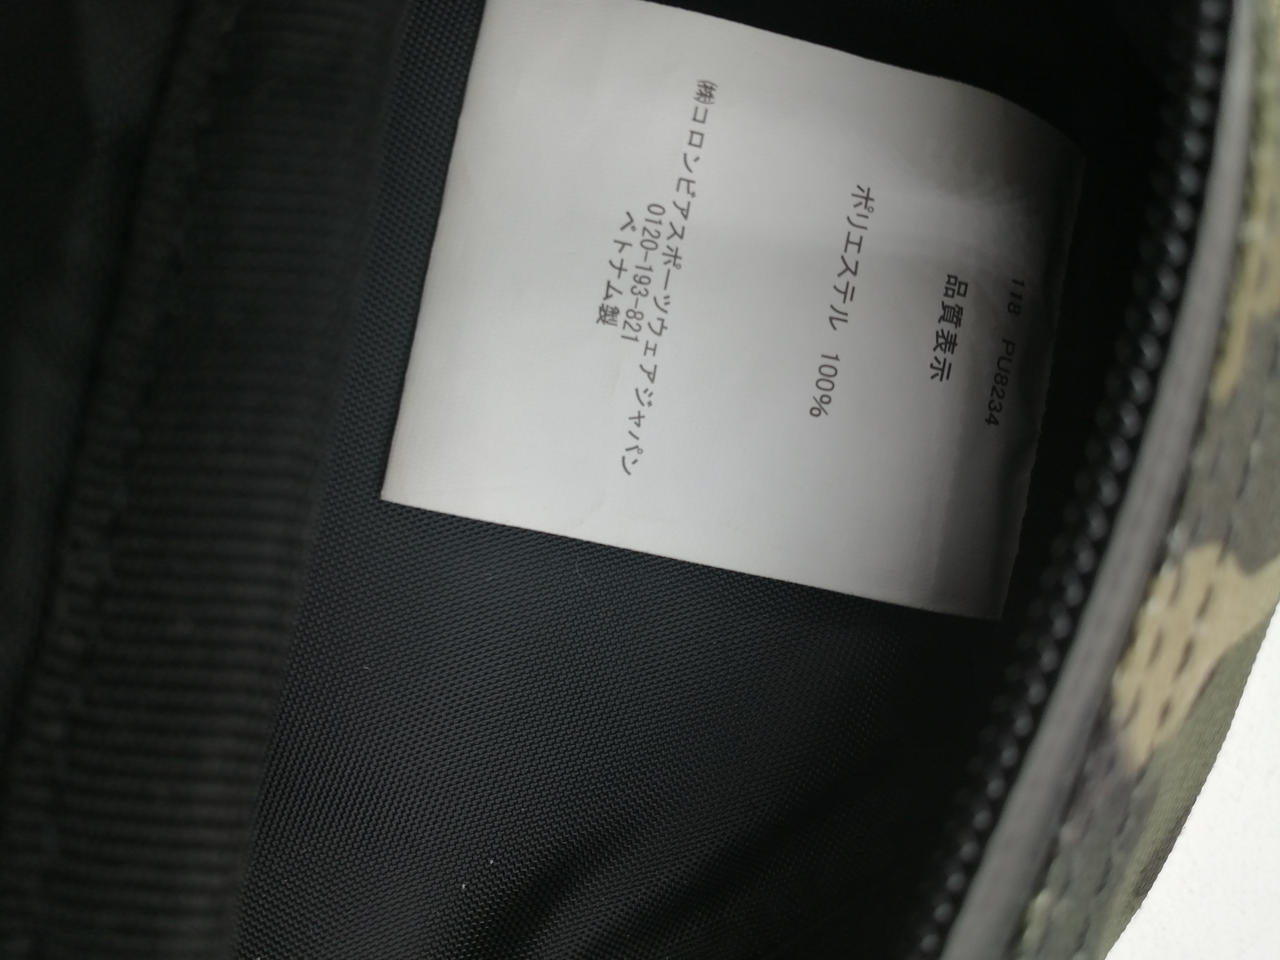 118 PU8234
品質表示
ポリエステル 100%
㈱コロンビアスポーツウェアジャパン
0120-193-821
ベトナム製